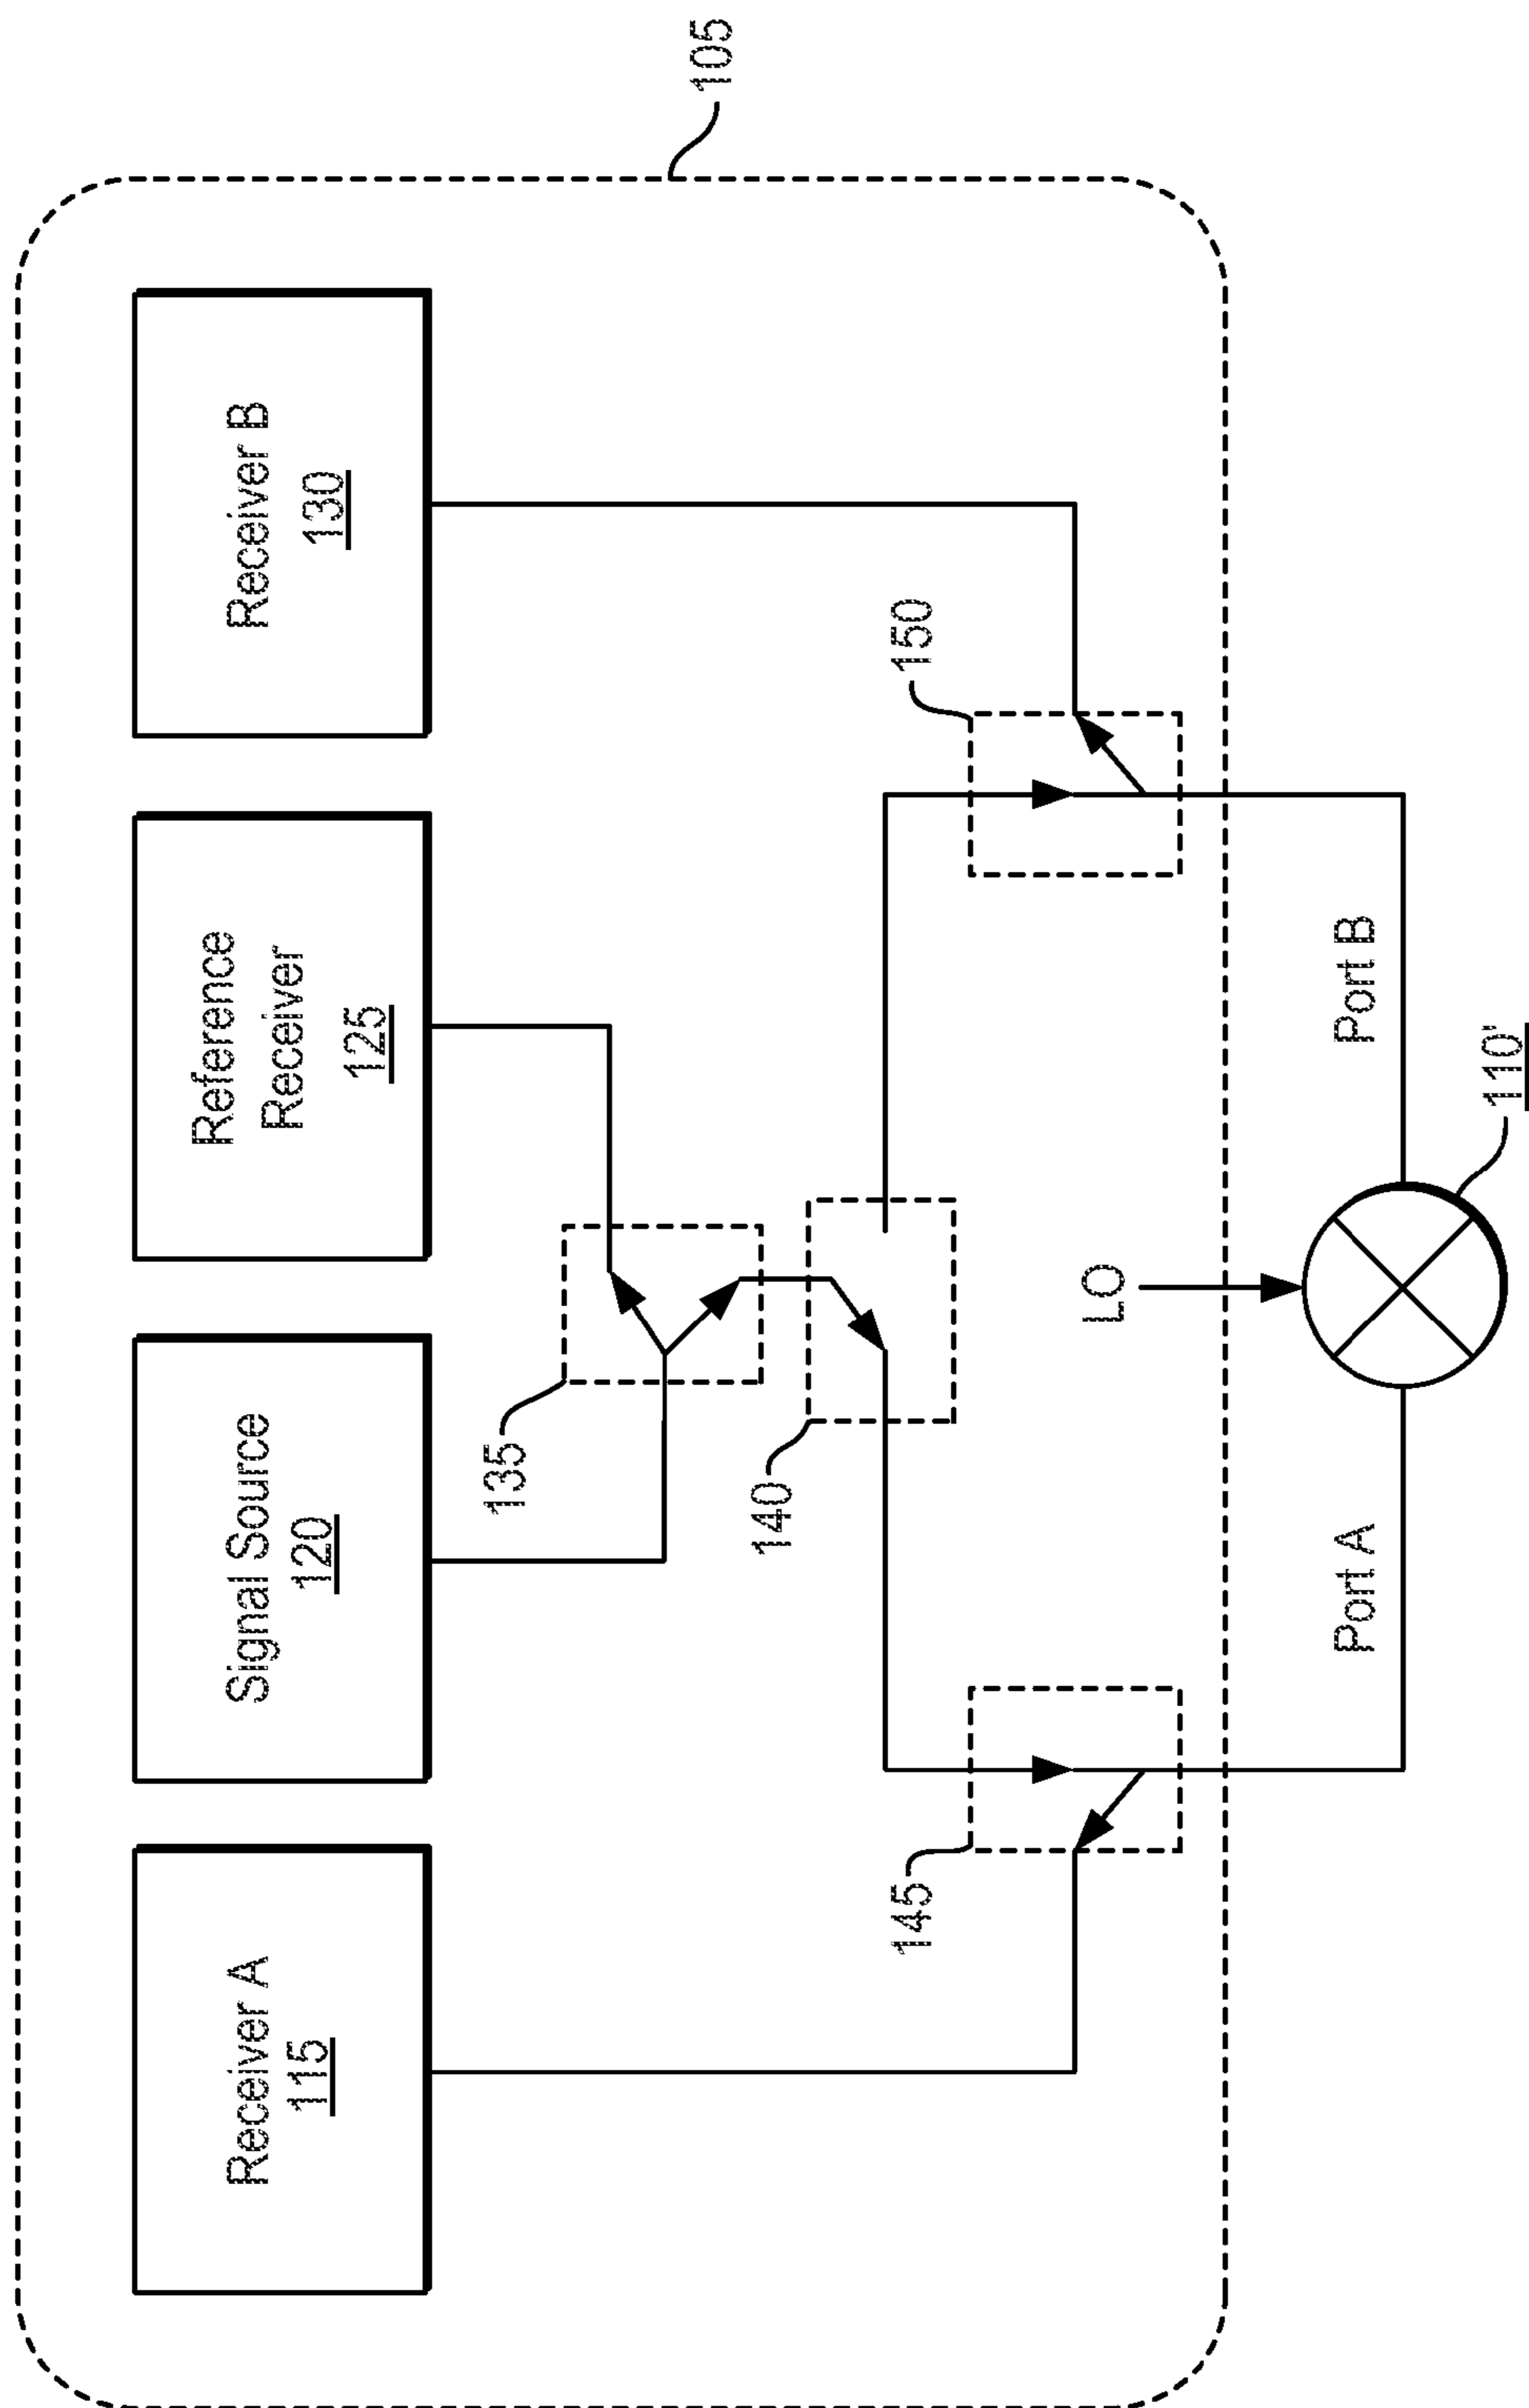 105
Receiver A
115
Signal Source
120
Reference
Receiver
125
Receiver B
130
135
140
145
150
LO
Port A
Port B
110'